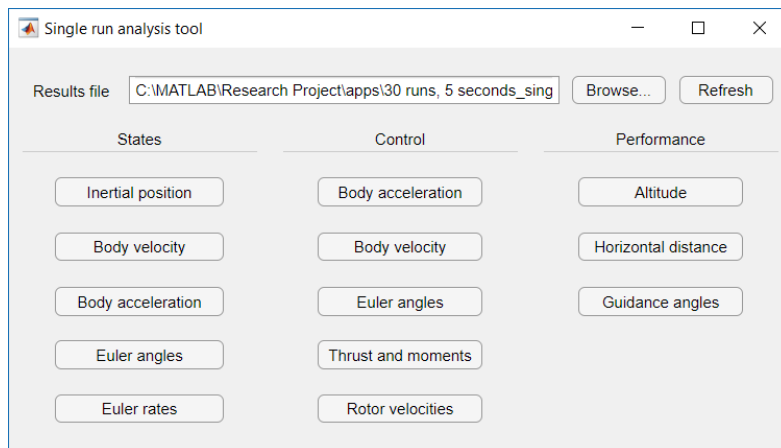 Single run analysis tool
Results file C:\MATLAB\Research Project\apps\30 runs, 5 seconds_sing Browse... Refresh
States Control Performance
Inertial position Body acceleration Altitude
Body velocity Body velocity Horizontal distance
Body acceleration Euler angles Guidance angles
Euler angles Thrust and moments
Euler rates Rotor velocities